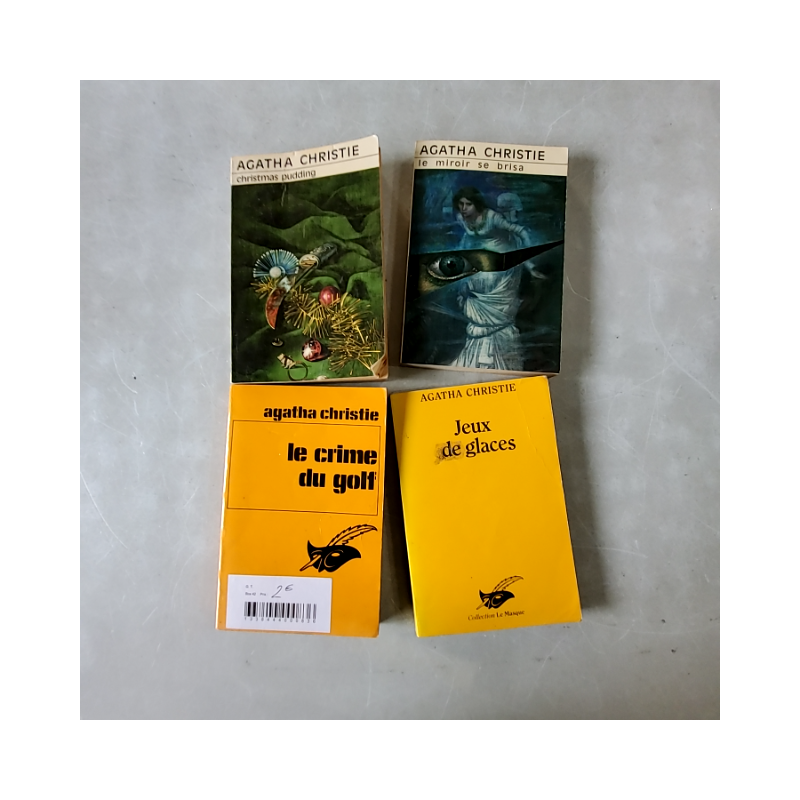 AGATHA CHRISTIE
christmas pudding
AGATHA CHRISTIE
le miroir se brisa
agatha christie
le crime
du golf
2€
AGATHA CHRISTIE
Jeux
de glaces
Collection Le Masque